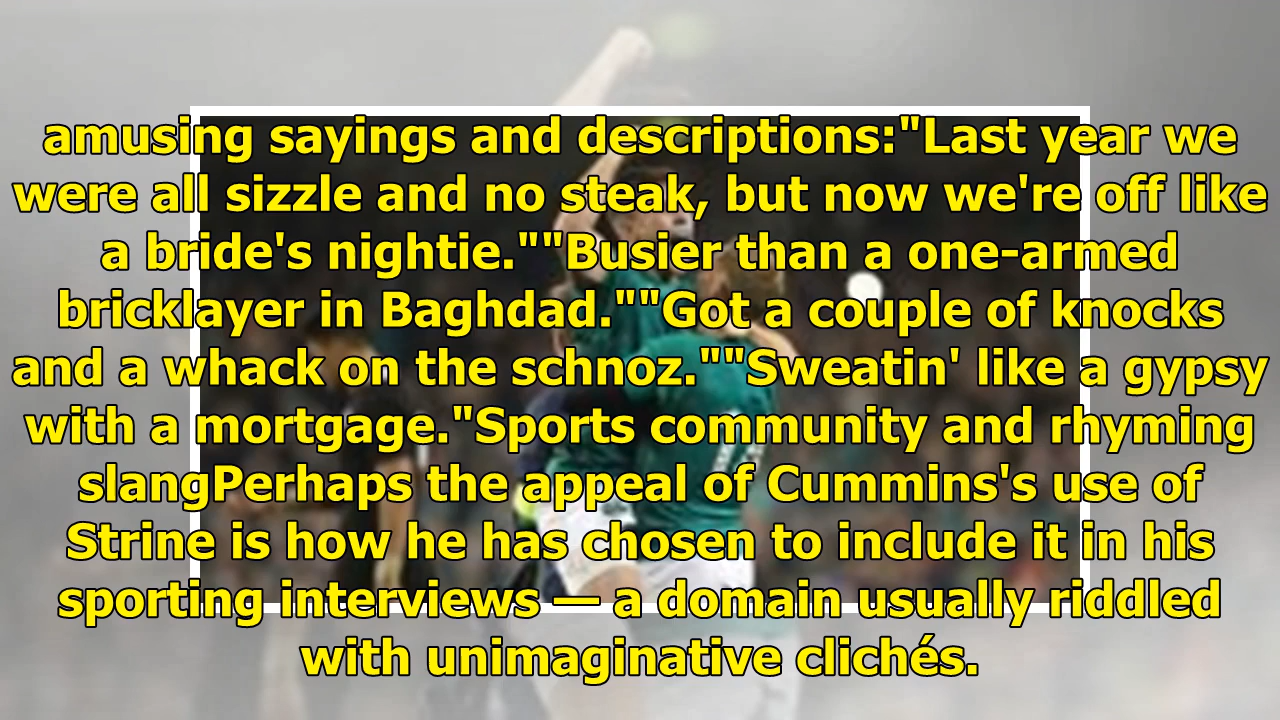 amusing sayings and descriptions:"Last year we
were all sizzle and no steak, but now we're off like
a bride's nightie.""Busier than a one-armed
bricklayer in Baghdad.""Got a couple of knocks
and a whack on the schnoz.""Sweatin' like a gypsy
with a mortgage."Sports community and rhyming
slangPerhaps the appeal of Cummins's use of
Strine is how he has chosen to include it in his
sporting interviews — a domain usually riddled
with unimaginative clichés.